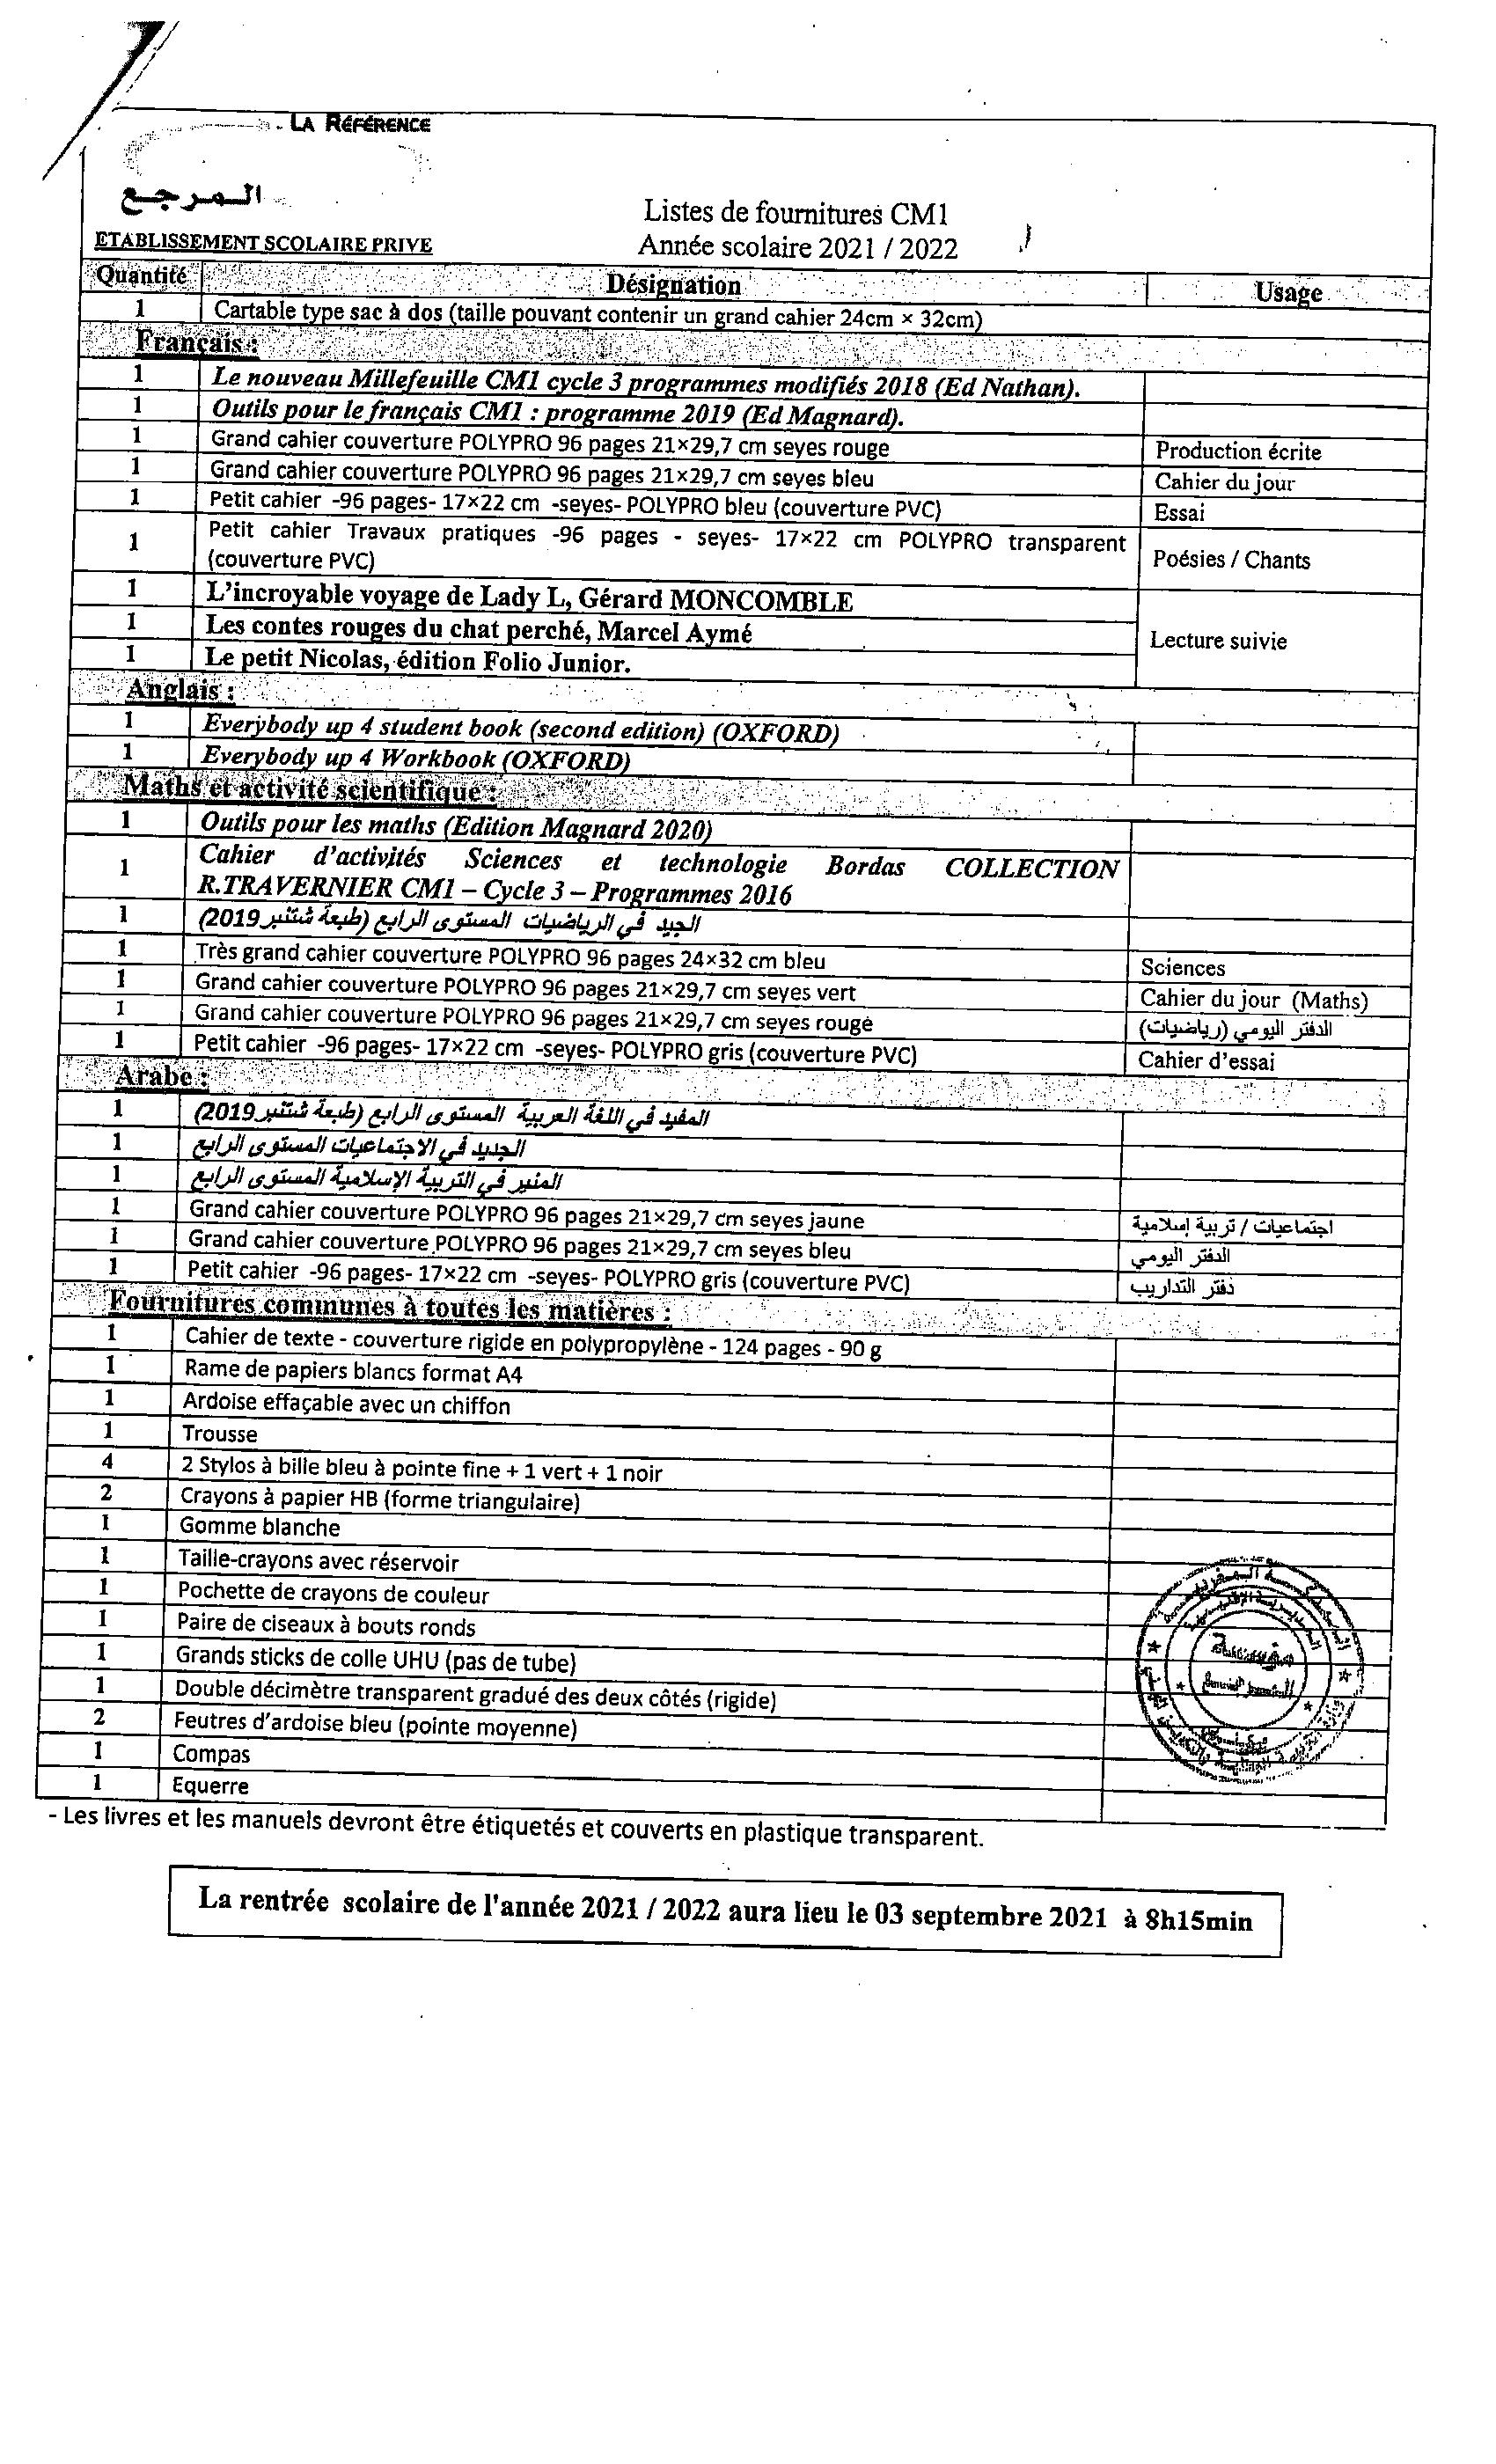 LA RÉFÉRENCE
المرجع
ETABLISSEMENT SCOLAIRE PRIVE
Listes de fournitures CM1
Année scolaire 2021 / 2022
Quantité Désignation Usage
1 Cartable type sac à dos (taille pouvant contenir un grand cahier 24cm × 32cm)
Français :
1 Le nouveau Millefeuille CM1 cycle 3 programmes modifiés 2018 (Ed Nathan).
1 Outils pour le français CM1 : programme 2019 (Ed Magnard).
1 Grand cahier couverture POLYPRO 96 pages 21×29,7 cm seyes rouge Production écrite
1 Grand cahier couverture POLYPRO 96 pages 21×29,7 cm seyes bleu Cahier du jour
1 Petit cahier -96 pages- 17×22 cm -seyes- POLYPRO bleu (couverture PVC) Essai
1 Petit cahier Travaux pratiques -96 pages - seyes- 17×22 cm POLYPRO transparent
(couverture PVC) Poésies / Chants
1 L'incroyable voyage de Lady L, Gérard MONCOMBLE
1 Les contes rouges du chat perché, Marcel Aymé Lecture suivie
1 Le petit Nicolas, édition Folio Junior.
Anglais :
1 Everybody up 4 student book (second edition) (OXFORD)
1 Everybody up 4 Workbook (OXFORD)
Maths et activité scientifique :
1 Outils pour les maths (Edition Magnard 2020)
1 Cahier d'activités Sciences et technologie Bordas COLLECTION
R.TRAVERNIER CM1 – Cycle 3 – Programmes 2016
1 الجيد في الرياضيات المستوى الرابع (طبعة شتنبر 2019)
1 Très grand cahier couverture POLYPRO 96 pages 24×32 cm bleu Sciences
1 Grand cahier couverture POLYPRO 96 pages 21×29,7 cm seyes vert Cahier du jour (Maths)
1 Grand cahier couverture POLYPRO 96 pages 21×29,7 cm seyes rouge الدفتر اليومي (رياضيات)
1 Petit cahier -96 pages- 17×22 cm -seyes- POLYPRO gris (couverture PVC) Cahier d'essai
Arabe :
1 المفيد في اللغة العربية المستوى الرابع (طبعة شتنبر 2019)
1 الجديد في الاجتماعيات المستوى الرابع
1 المنير في التربية الإسلامية المستوى الرابع
1 Grand cahier couverture POLYPRO 96 pages 21×29,7 cm seyes jaune اجتماعيات / تربية إسلامية
1 Grand cahier couverture POLYPRO 96 pages 21×29,7 cm seyes bleu الدفتر اليومي
1 Petit cahier -96 pages- 17×22 cm -seyes- POLYPRO gris (couverture PVC) دفتر التداريب
Fournitures communes à toutes les matières :
1 Cahier de texte - couverture rigide en polypropylène - 124 pages - 90 g
1 Rame de papiers blancs format A4
1 Ardoise effaçable avec un chiffon
1 Trousse
4 2 Stylos à bille bleu à pointe fine + 1 vert + 1 noir
2 Crayons à papier HB (forme triangulaire)
1 Gomme blanche
1 Taille-crayons avec réservoir
1 Pochette de crayons de couleur
1 Paire de ciseaux à bouts ronds
1 Grands sticks de colle UHU (pas de tube)
1 Double décimètre transparent gradué des deux côtés (rigide)
2 Feutres d'ardoise bleu (pointe moyenne)
1 Compas
1 Equerre
- Les livres et les manuels devront être étiquetés et couverts en plastique transparent.
La rentrée scolaire de l'année 2021 / 2022 aura lieu le 03 septembre 2021 à 8h15min